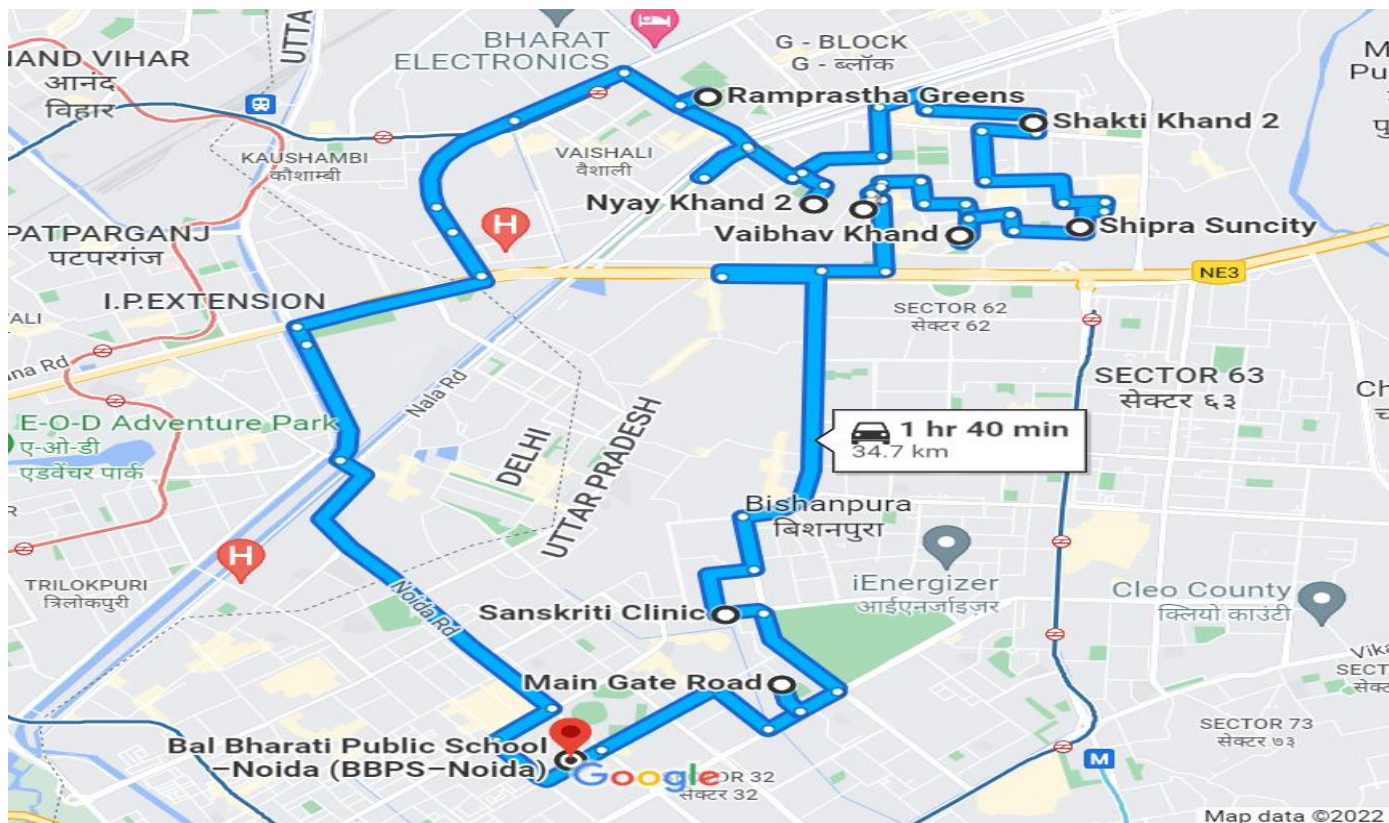 BHARAT
ELECTRONICS
G - BLOCK
G - ब्लॉक
AND VIHAR
आनंद
विहार
UTTA
Ramprastha Greens
Shakti Khand 2
KAUSHAMBI
कौशाम्बी
VAISHALI
वैशाली
Nyay Khand 2
Vaibhav Khand
Shipra Suncity
PATPARGANJ
पटपरगंज
H
NE3
I.P.EXTENSION
SECTOR 62
सेक्टर 62
Nala Rd
SECTOR 63
सेक्टर ६३
E-O-D Adventure Park
ए-ओ-डी
एडवेंचर पार्क
DELHI
UTTAR PRADESH
1 hr 40 min
34.7 km
Bishanpura
बिशनपुरा
H
TRILOKPURI
त्रिलोकपुरी
iEnergizer
आईएनर्जाइज़र
Cleo County
क्लियो काउंटी
Noida Rd
Sanskriti Clinic
Main Gate Road
SECTOR 73
सेक्टर ७३
Bal Bharati Public School
-Noida (BBPS-Noida)
Google
OR 32
सेक्टर 32
M
Map data ©2022